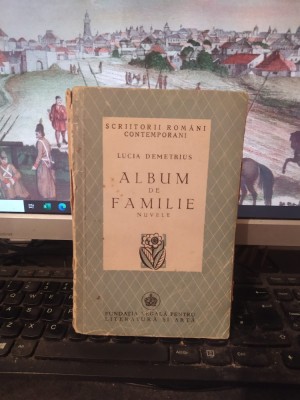 SCRIITORII ROMÂNI
CONTEMPORANI
LUCIA DEMETRIUS
ALBUM
DE
FAMILIE
NUVELE
FUNDAȚIA REGALĂ PENTRU
LITERATURĂ ȘI ARTĂ